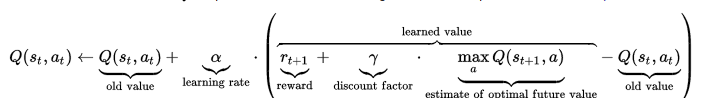 learned value
Q(s_t, a_t) ← Q(s_t, a_t) + α · ( r_{t+1} + γ · max_a Q(s_{t+1}, a) − Q(s_t, a_t) )
old value learning rate reward discount factor estimate of optimal future value old value